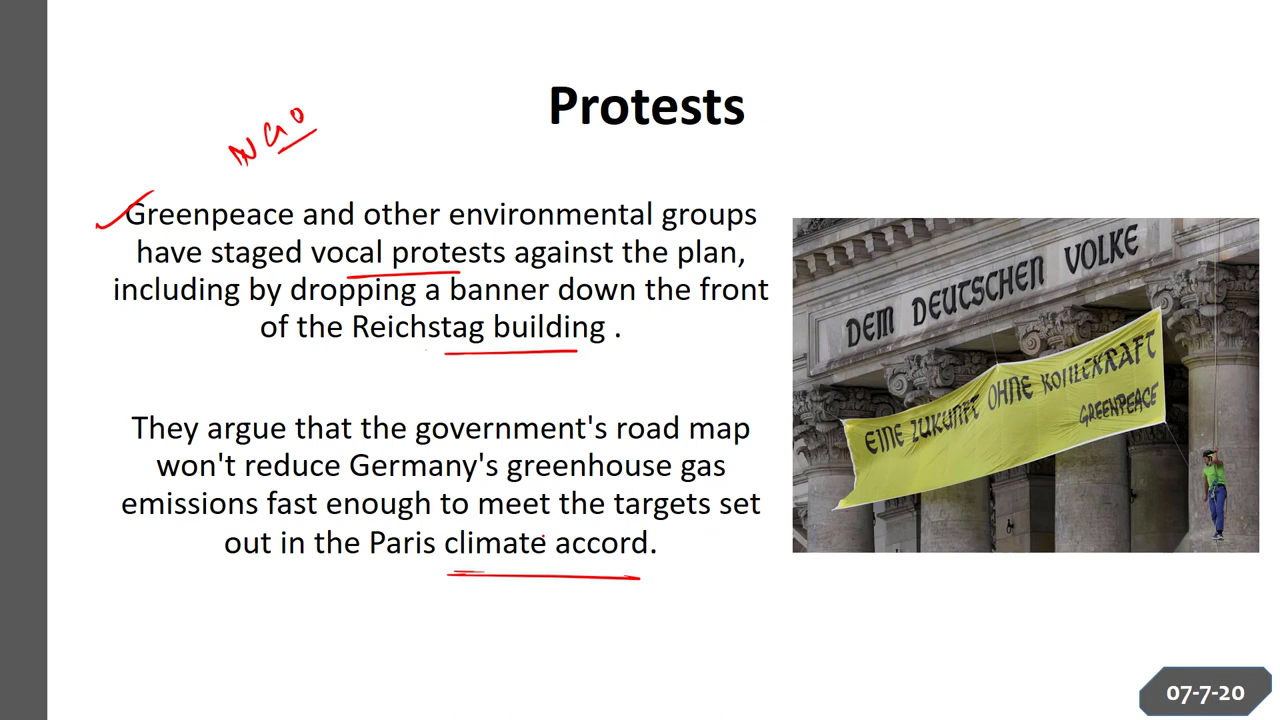 Protests
NGO
Greenpeace and other environmental groups
have staged vocal protests against the plan,
including by dropping a banner down the front
of the Reichstag building .
They argue that the government's road map
won't reduce Germany's greenhouse gas
emissions fast enough to meet the targets set
out in the Paris climate accord.
DEM DEUTSCHEN VOLKE
EINE ZUKUNFT OHNE KOHLEKRAFT
GREENPEACE
07-7-20